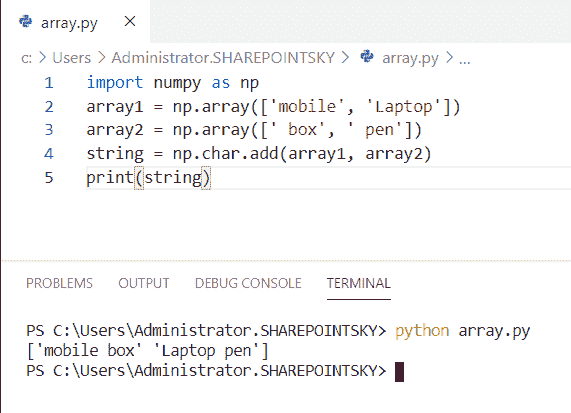 array.py ×
c: > Users > Administrator.SHAREPOINTSKY > array.py > ...
1 import numpy as np
2 array1 = np.array(['mobile', 'Laptop'])
3 array2 = np.array([' box', ' pen'])
4 string = np.char.add(array1, array2)
5 print(string)
PROBLEMS OUTPUT DEBUG CONSOLE TERMINAL
PS C:\Users\Administrator.SHAREPOINTSKY> python array.py
['mobile box' 'Laptop pen']
PS C:\Users\Administrator.SHAREPOINTSKY>